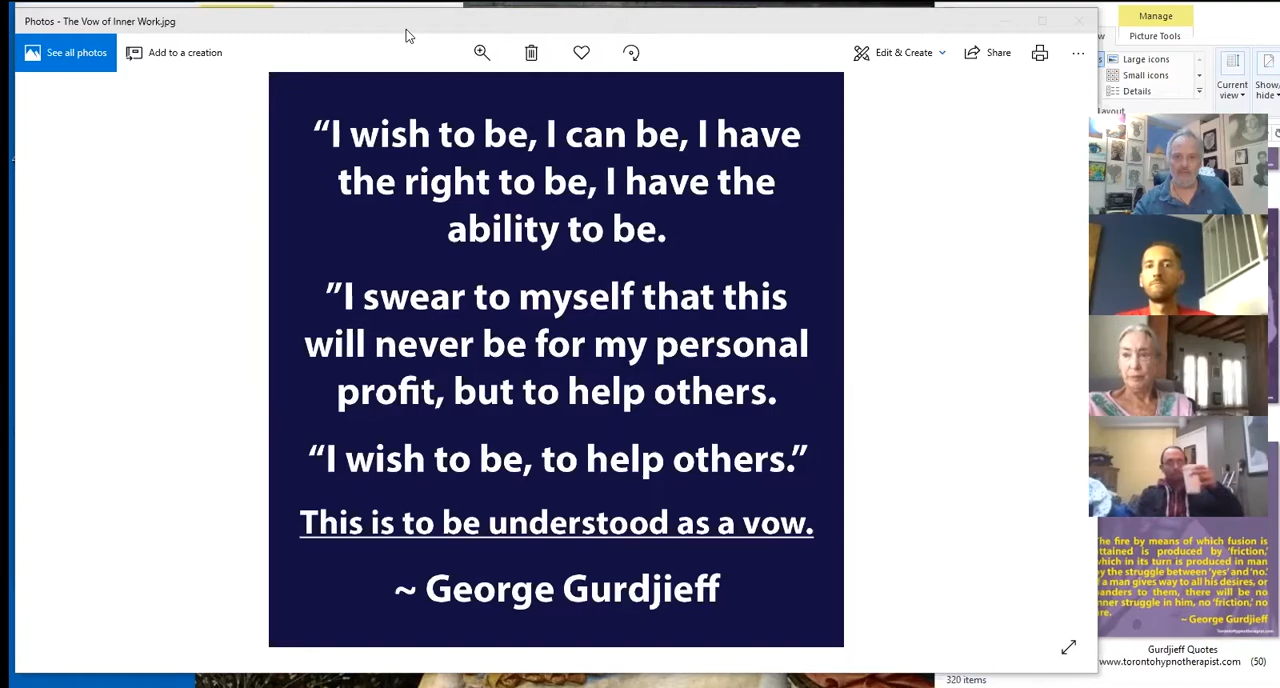 Photos - The Vow of Inner Work.jpg
See all photos
Add to a creation
Edit & Create
Share
“I wish to be, I can be, I have
the right to be, I have the
ability to be.
”I swear to myself that this
will never be for my personal
profit, but to help others.
“I wish to be, to help others.”
This is to be understood as a vow.
~ George Gurdjieff
Manage
Picture Tools
Large icons
Small icons
Details
Layout
Current
view
Show/
hide
The fire by means of which fusion is
attained is produced by ‘friction,’
which in its turn is produced in man
by the struggle between ‘yes’ and ‘no.’
if a man gives way to all his desires, or
panders to them, there will be no
inner struggle in him, no ‘friction,’ no
fire.
~ George Gurdjieff
TorontoHypnotherapist.com
Gurdjieff Quotes
www.torontohypnotherapist.com (50)
320 items